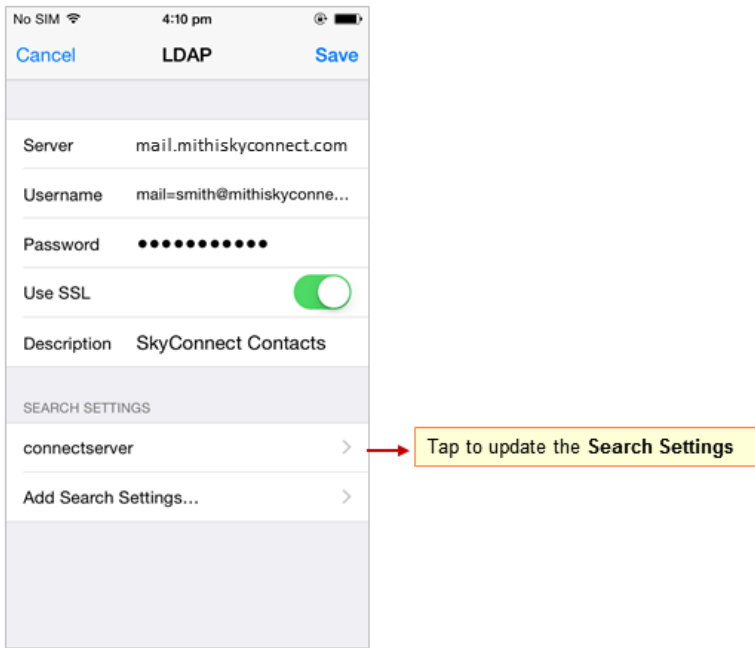 No SIM 4:10 pm
Cancel LDAP Save
Server mail.mithiskyconnect.com
Username mail=smith@mithiskyconne...
Password ●●●●●●●●●●●
Use SSL
Description SkyConnect Contacts
SEARCH SETTINGS
connectserver
Tap to update the Search Settings
Add Search Settings...